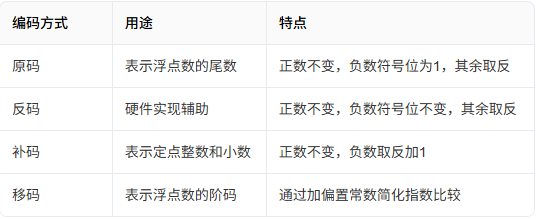 编码方式 用途 特点
原码 表示浮点数的尾数 正数不变，负数符号位为1，其余取反
反码 硬件实现辅助 正数不变，负数符号位不变，其余取反
补码 表示定点整数和小数 正数不变，负数取反加1
移码 表示浮点数的阶码 通过加偏置常数简化指数比较